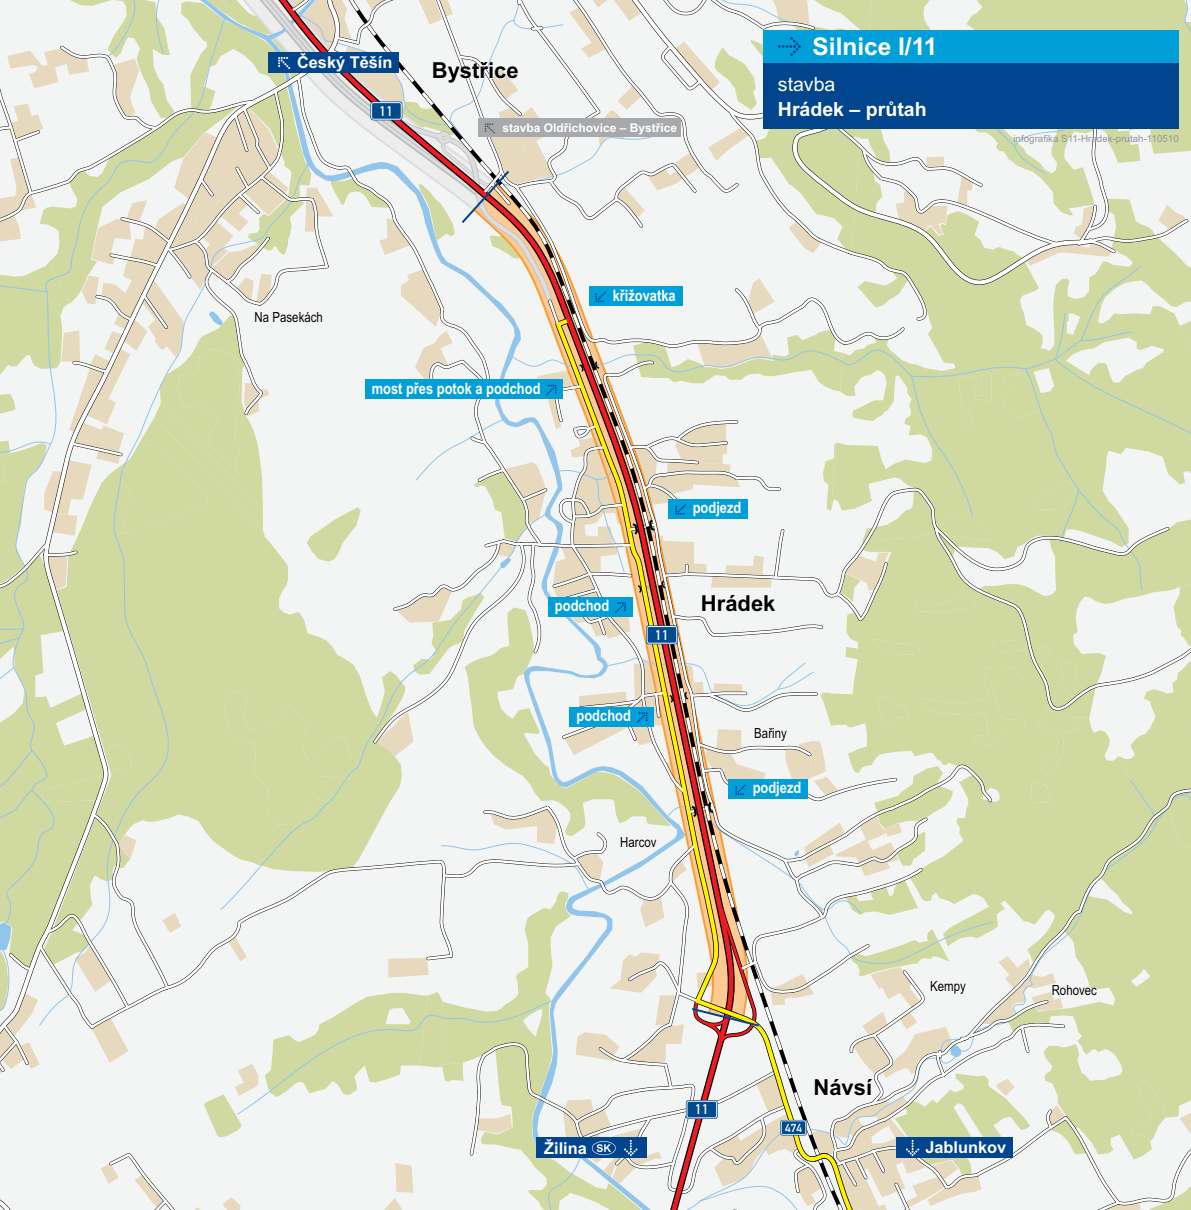 Silnice I/11
stavba
Hrádek – průtah
infografika S11-Hradek-prutah-110510
Český Těšín
Bystřice
11
stavba Oldřichovice – Bystřice
křižovatka
Na Pasekách
most přes potok a podchod
podjezd
podchod
Hrádek
11
podchod
Bařiny
podjezd
Harcov
Kempy
Rohovec
Návsí
11
474
Žilina SK
Jablunkov